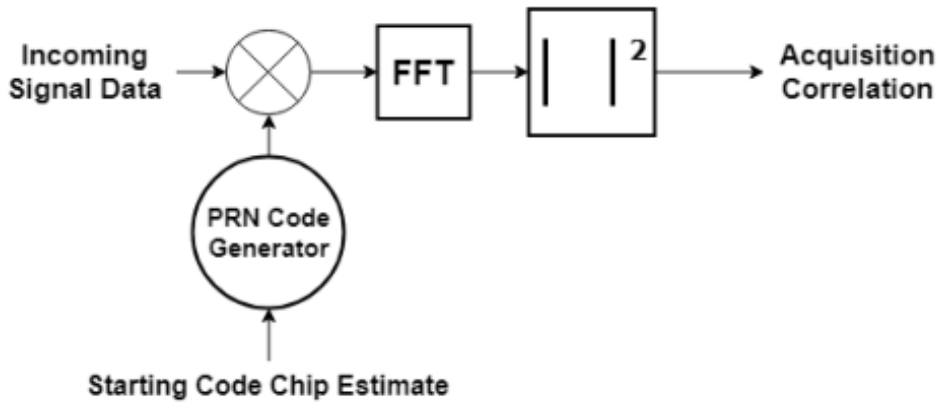 Incoming
Signal Data
FFT
| |²
Acquisition
Correlation
PRN Code
Generator
Starting Code Chip Estimate